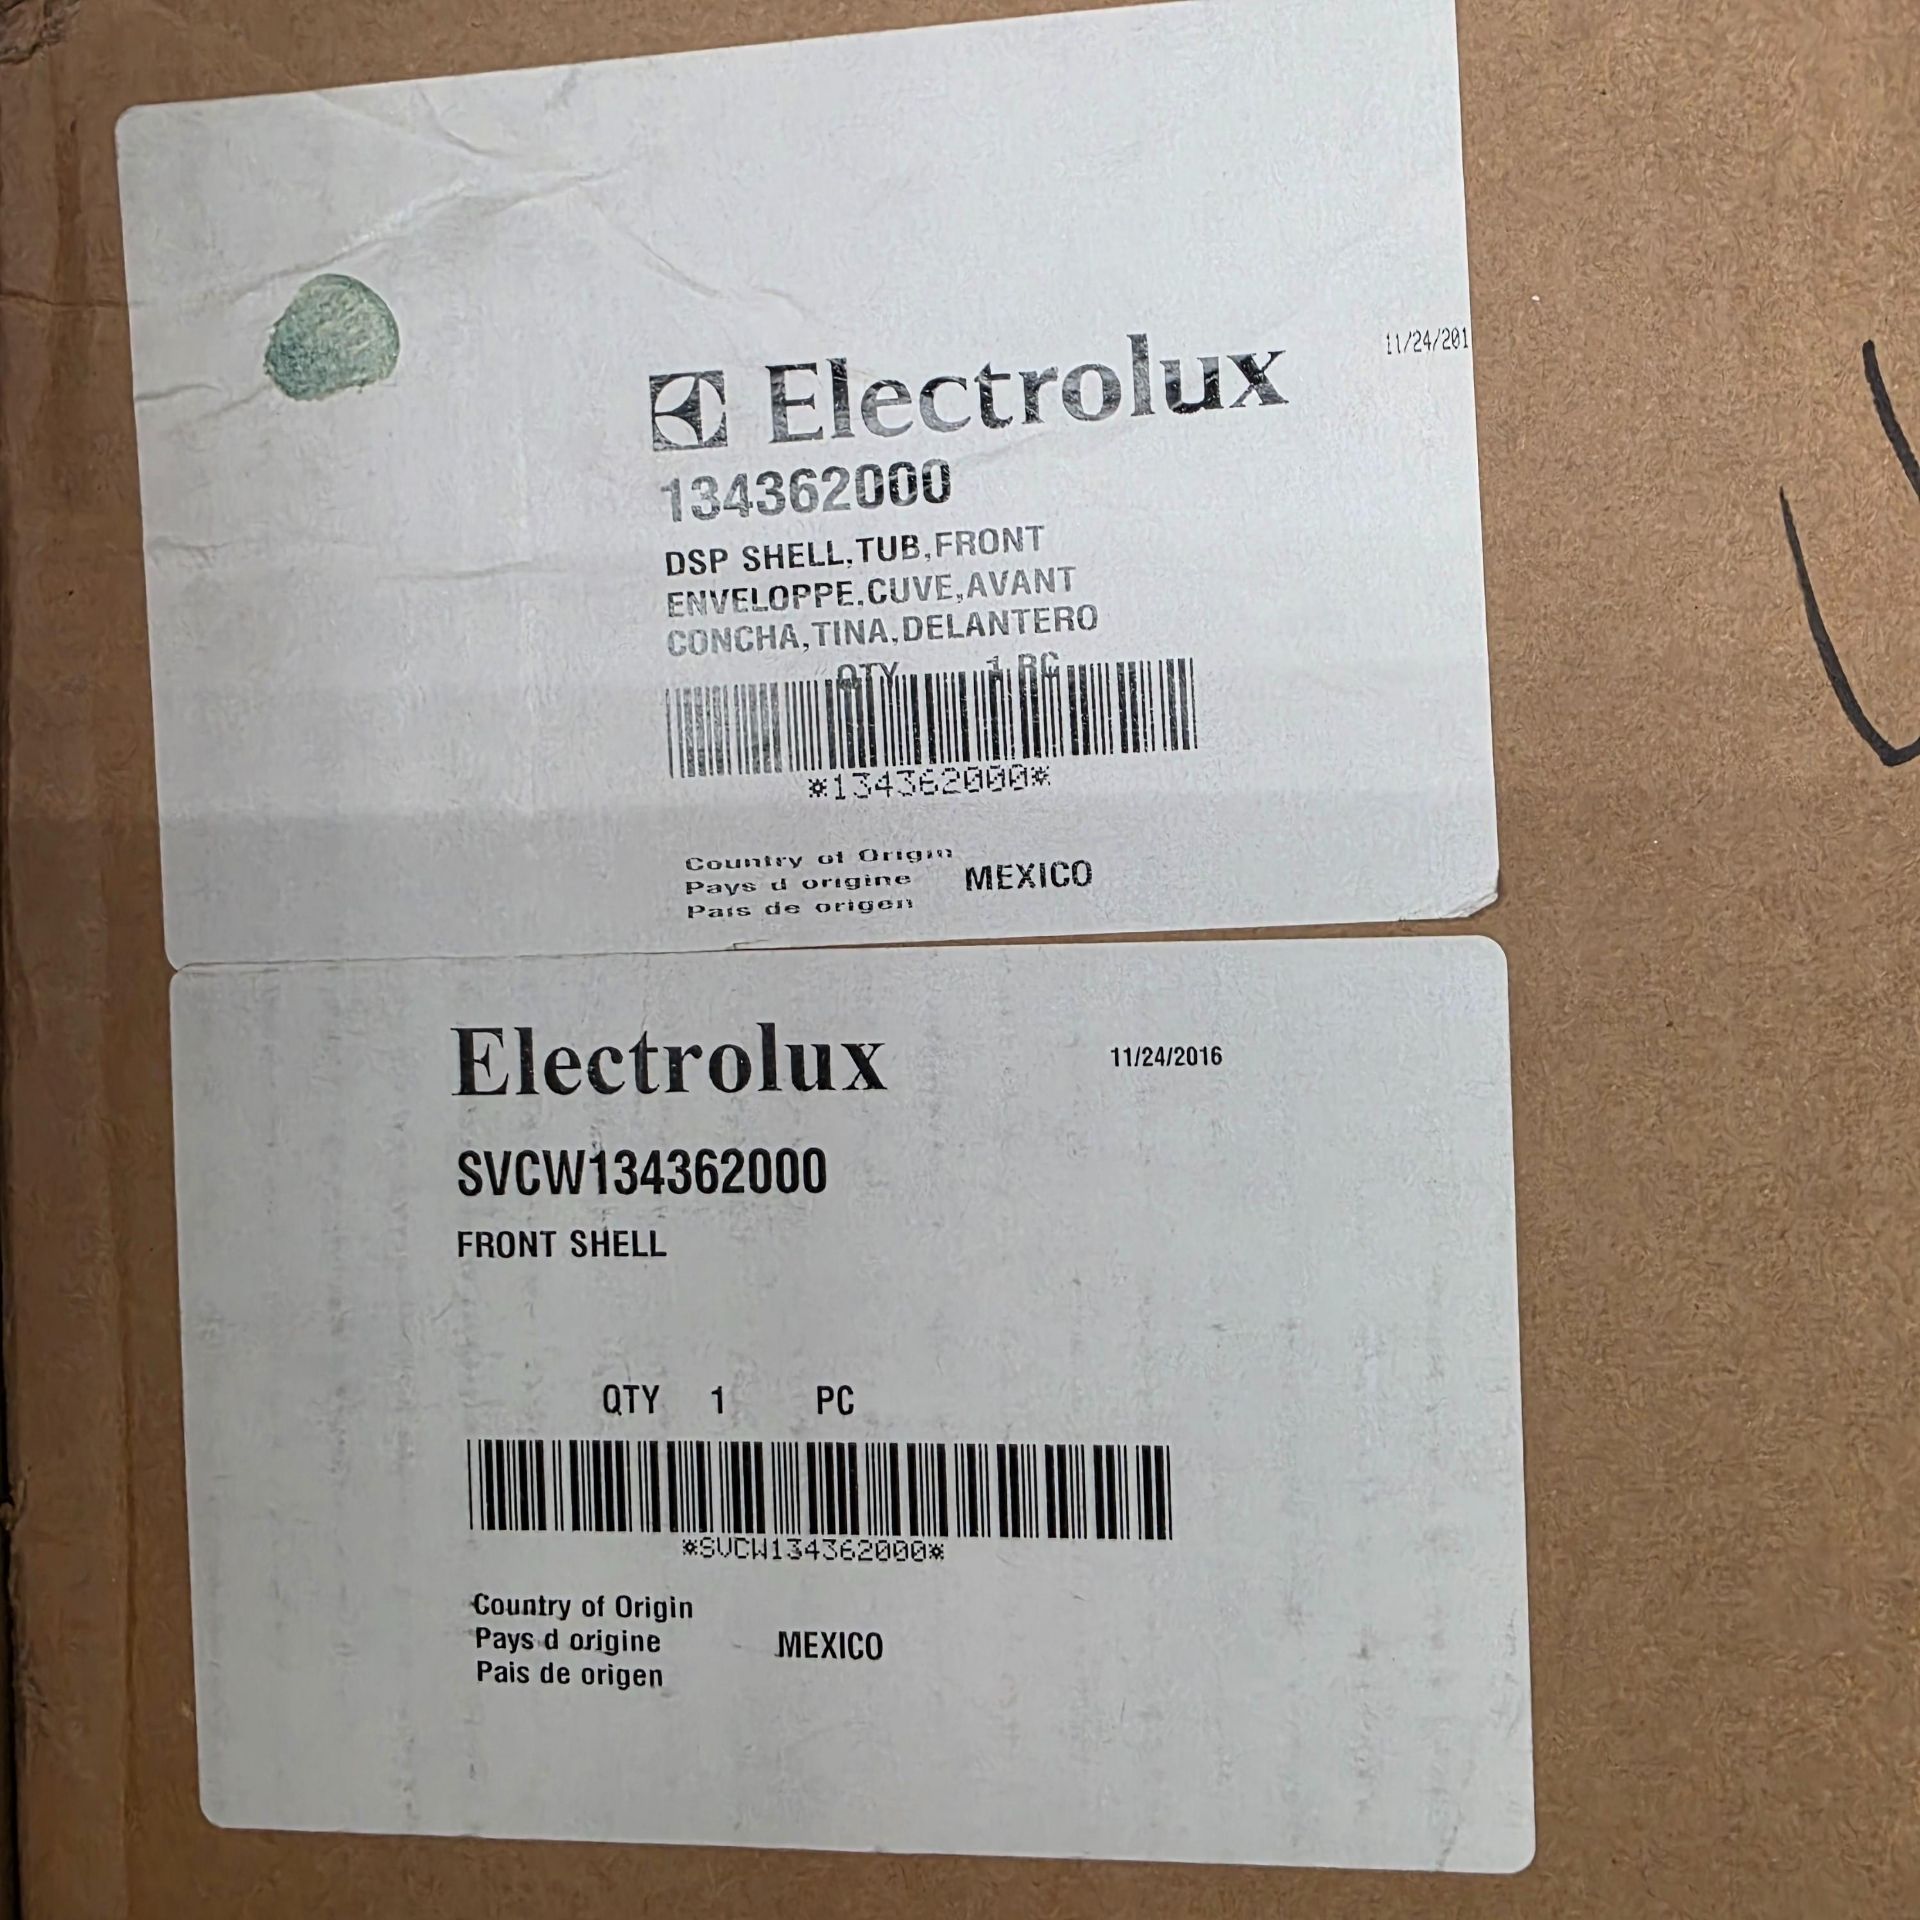 Electrolux
11/24/201
134362000
DSP SHELL,TUB,FRONT
ENVELOPPE,CUVE,AVANT
CONCHA,TINA,DELANTERO
QTY 1 PC
*134362000*
Country of Origin
Pays d origine MEXICO
Pais de origen
Electrolux 11/24/2016
SVCW134362000
FRONT SHELL
QTY 1 PC
*SVCW134362000*
Country of Origin
Pays d origine MEXICO
Pais de origen